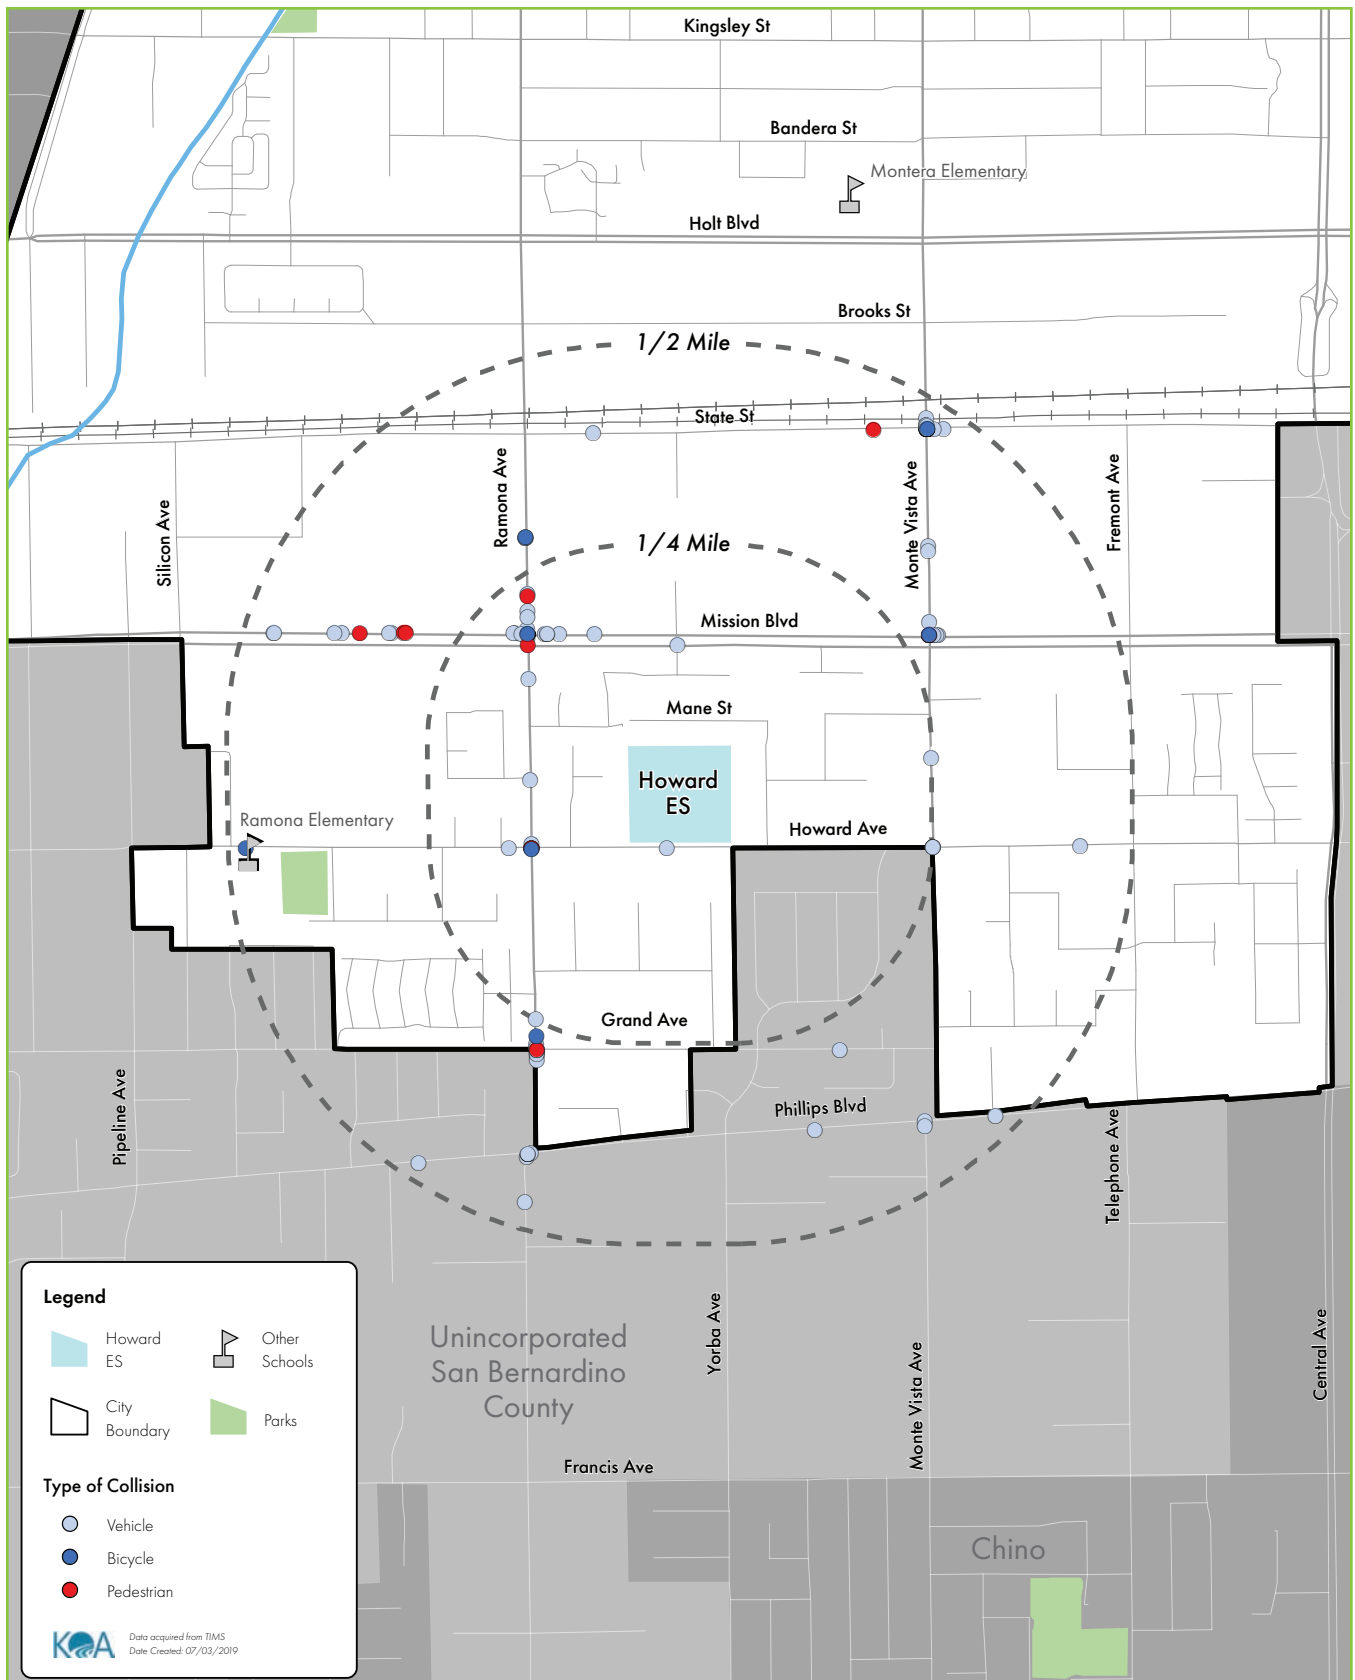 Kingsley St
Bandera St
Montera Elementary
Holt Blvd
Brooks St
1/2 Mile
State St
Ramona Ave
Monte Vista Ave
Fremont Ave
Silicon Ave
1/4 Mile
Mission Blvd
Mane St
Howard
ES
Ramona Elementary
Howard Ave
Grand Ave
Pipeline Ave
Phillips Blvd
Telephone Ave
Yorba Ave
Monte Vista Ave
Central Ave
Unincorporated
San Bernardino
County
Francis Ave
Chino
Legend
Howard
ES
Other
Schools
City
Boundary
Parks
Type of Collision
Vehicle
Bicycle
Pedestrian
KOA
Data acquired from TIMS
Date Created: 07/03/2019